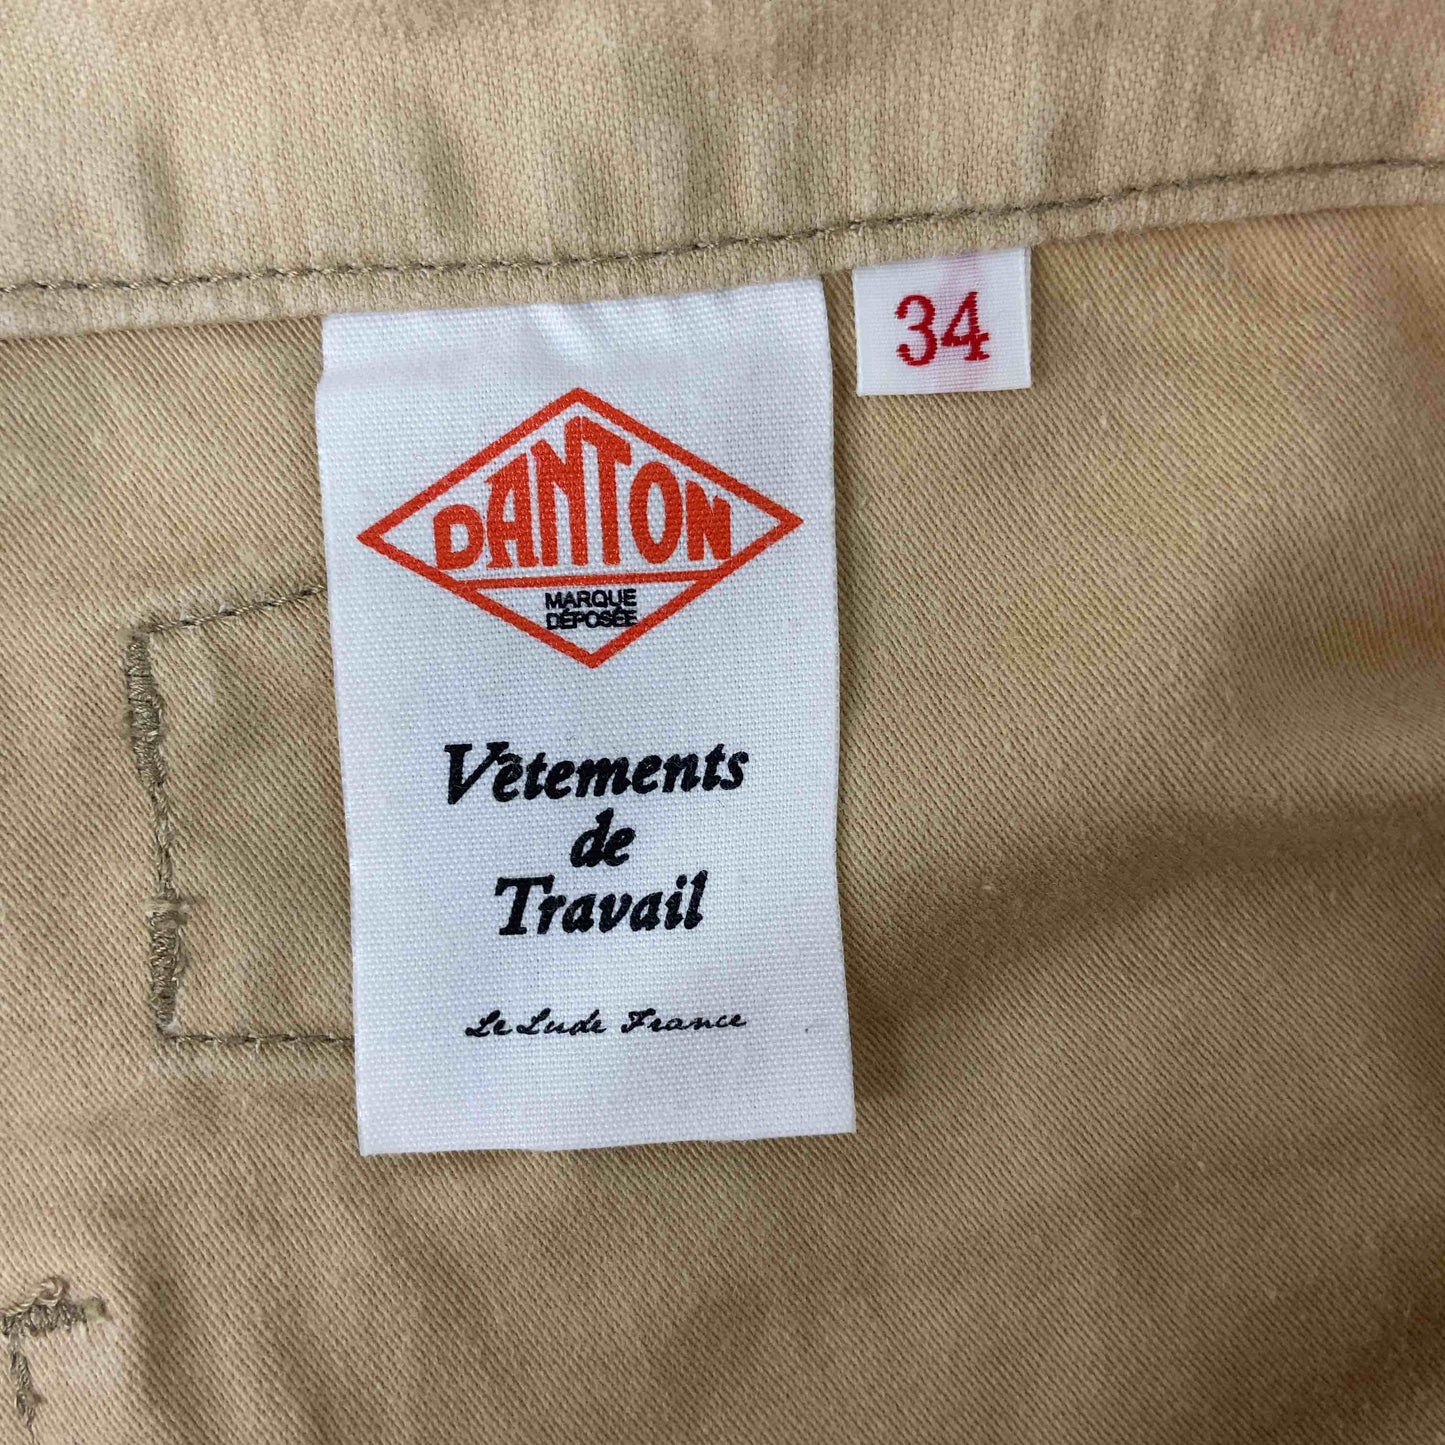 34
DANTON
MARQUE
DÉPOSÉE
Vêtements
de
Travail
Le Lude France